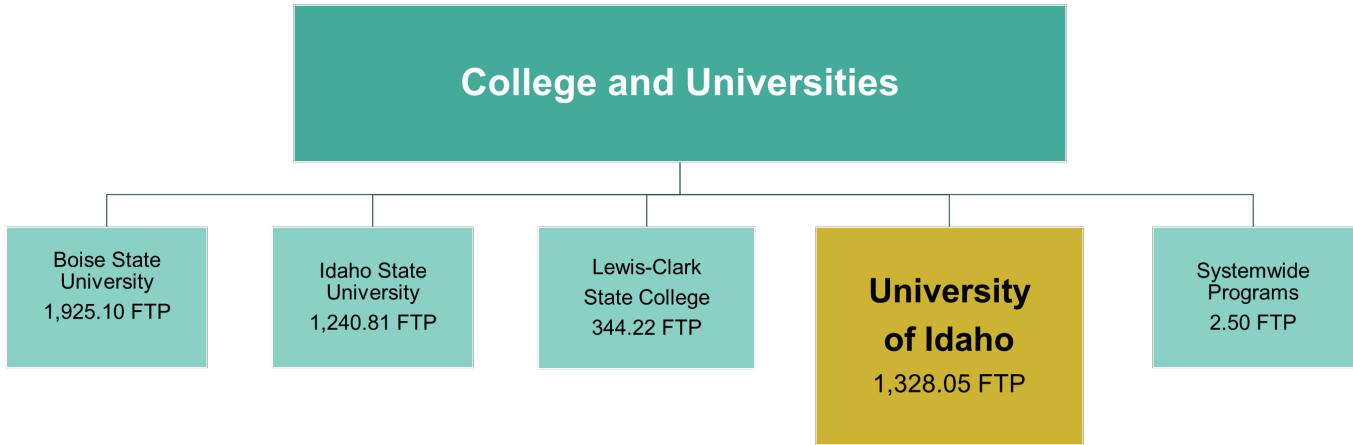 College and Universities
Boise State
University
1,925.10 FTP
Idaho State
University
1,240.81 FTP
Lewis-Clark
State College
344.22 FTP
University
of Idaho
1,328.05 FTP
Systemwide
Programs
2.50 FTP